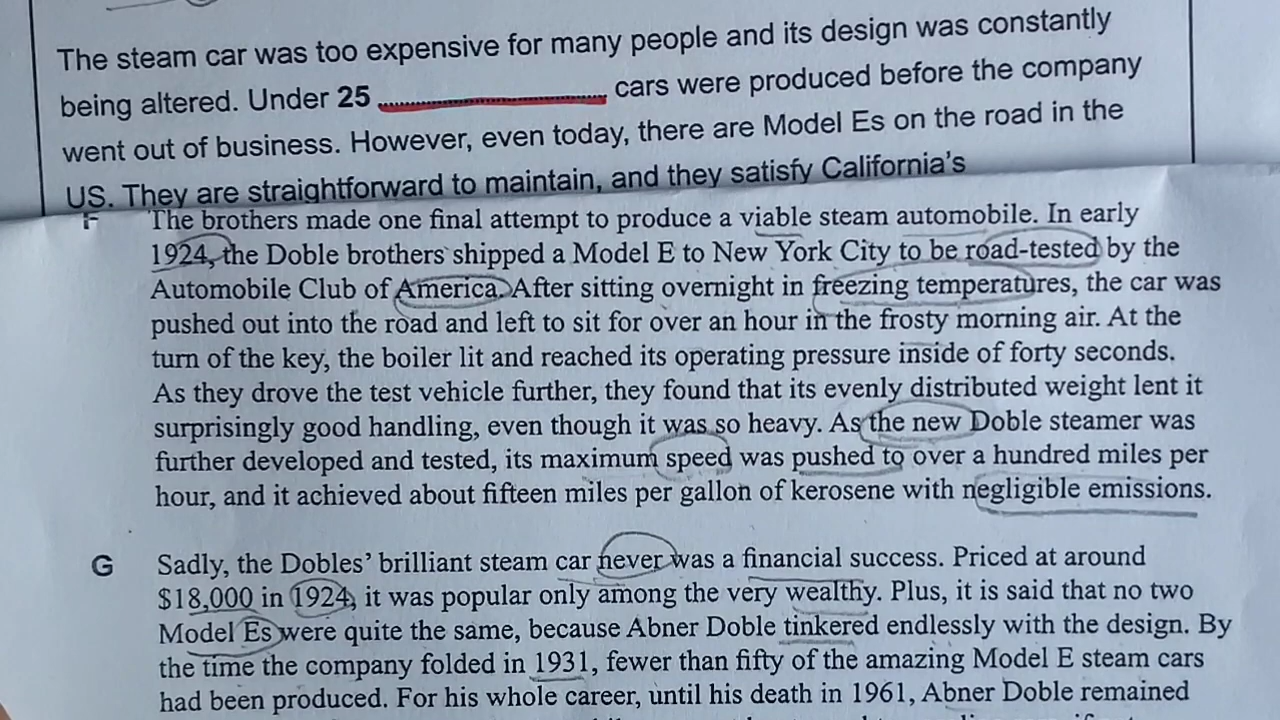 The steam car was too expensive for many people and its design was constantly
being altered. Under 25 ........................ cars were produced before the company
went out of business. However, even today, there are Model Es on the road in the
US. They are straightforward to maintain, and they satisfy California's
F The brothers made one final attempt to produce a viable steam automobile. In early
1924, the Doble brothers shipped a Model E to New York City to be road-tested by the
Automobile Club of America. After sitting overnight in freezing temperatures, the car was
pushed out into the road and left to sit for over an hour in the frosty morning air. At the
turn of the key, the boiler lit and reached its operating pressure inside of forty seconds.
As they drove the test vehicle further, they found that its evenly distributed weight lent it
surprisingly good handling, even though it was so heavy. As the new Doble steamer was
further developed and tested, its maximum speed was pushed to over a hundred miles per
hour, and it achieved about fifteen miles per gallon of kerosene with negligible emissions.
G Sadly, the Dobles' brilliant steam car never was a financial success. Priced at around
$18,000 in 1924, it was popular only among the very wealthy. Plus, it is said that no two
Model Es were quite the same, because Abner Doble tinkered endlessly with the design. By
the time the company folded in 1931, fewer than fifty of the amazing Model E steam cars
had been produced. For his whole career, until his death in 1961, Abner Doble remained